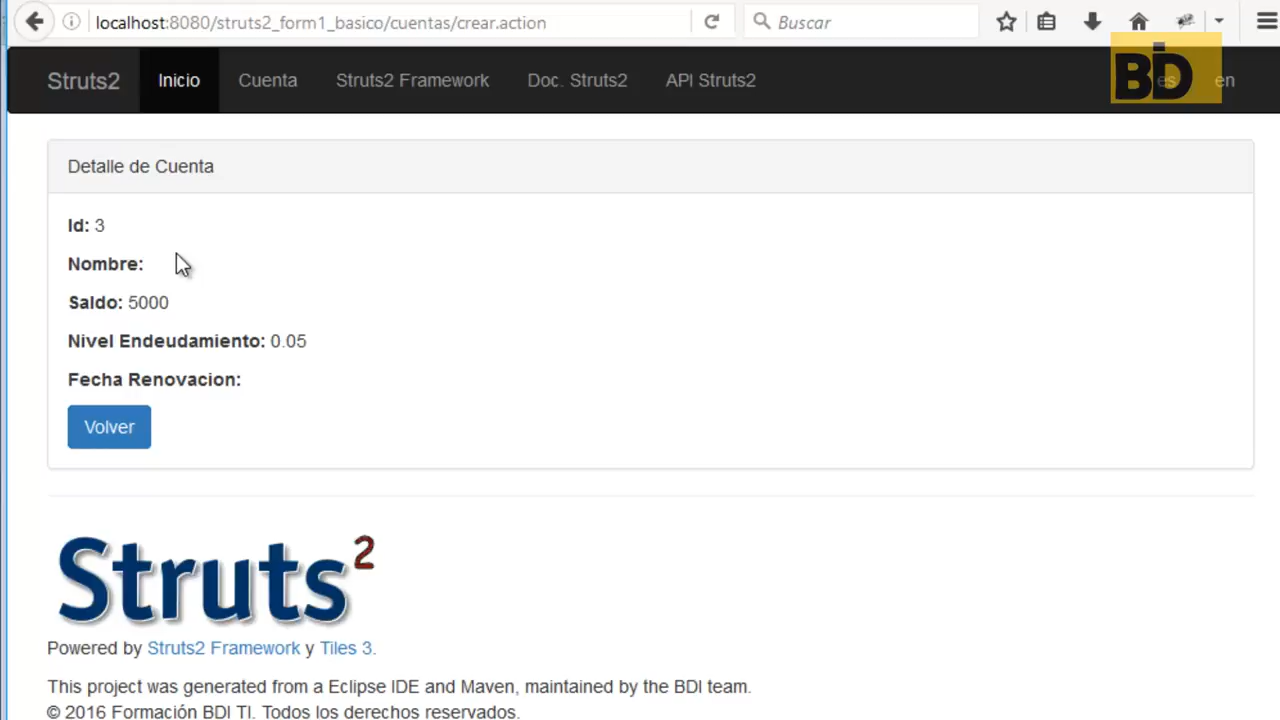 localhost:8080/struts2_form1_basico/cuentas/crear.action
Buscar
Struts2 Inicio Cuenta Struts2 Framework Doc. Struts2 API Struts2 es en
BD
Detalle de Cuenta
Id: 3
Nombre:
Saldo: 5000
Nivel Endeudamiento: 0.05
Fecha Renovacion:
Volver
Struts2
Powered by Struts2 Framework y Tiles 3.
This project was generated from a Eclipse IDE and Maven, maintained by the BDI team.
© 2016 Formación BDI TI. Todos los derechos reservados.